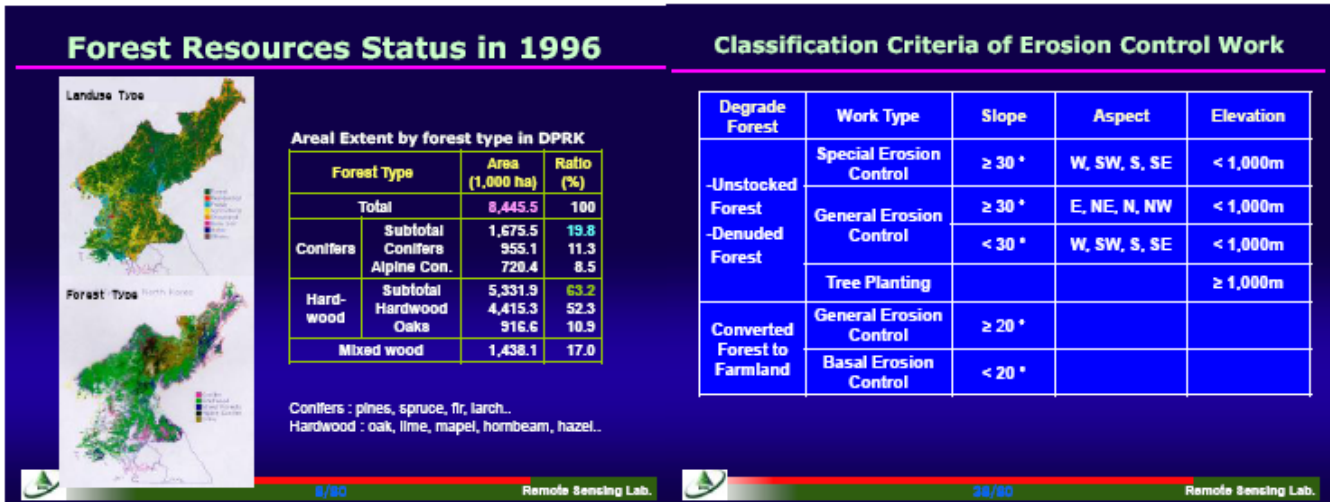 Forest Resources Status in 1996
Landuse Type
Forest Type
Areal Extent by forest type in DPRK
Forest Type Area (1,000 ha) Ratio (%)
Total 8,445.5 100
Conifers Subtotal 1,675.5 19.8
Conifers 955.1 11.3
Alpine Con. 720.4 8.5
Hard-wood Subtotal 5,331.9 63.2
Hardwood 4,415.3 52.3
Oaks 916.6 10.9
Mixed wood 1,438.1 17.0
Conifers : pines, spruce, fir, larch..
Hardwood : oak, lime, mapel, hornbeam, hazel..
Remote Sensing Lab.
Classification Criteria of Erosion Control Work
Degrade Forest Work Type Slope Aspect Elevation
-Unstocked Forest
-Denuded Forest
Special Erosion Control ≥ 30 ° W, SW, S, SE < 1,000m
General Erosion Control ≥ 30 ° E, NE, N, NW < 1,000m
< 30 ° W, SW, S, SE < 1,000m
Tree Planting ≥ 1,000m
Converted Forest to Farmland
General Erosion Control ≥ 20 °
Basal Erosion Control < 20 °
Remote Sensing Lab.